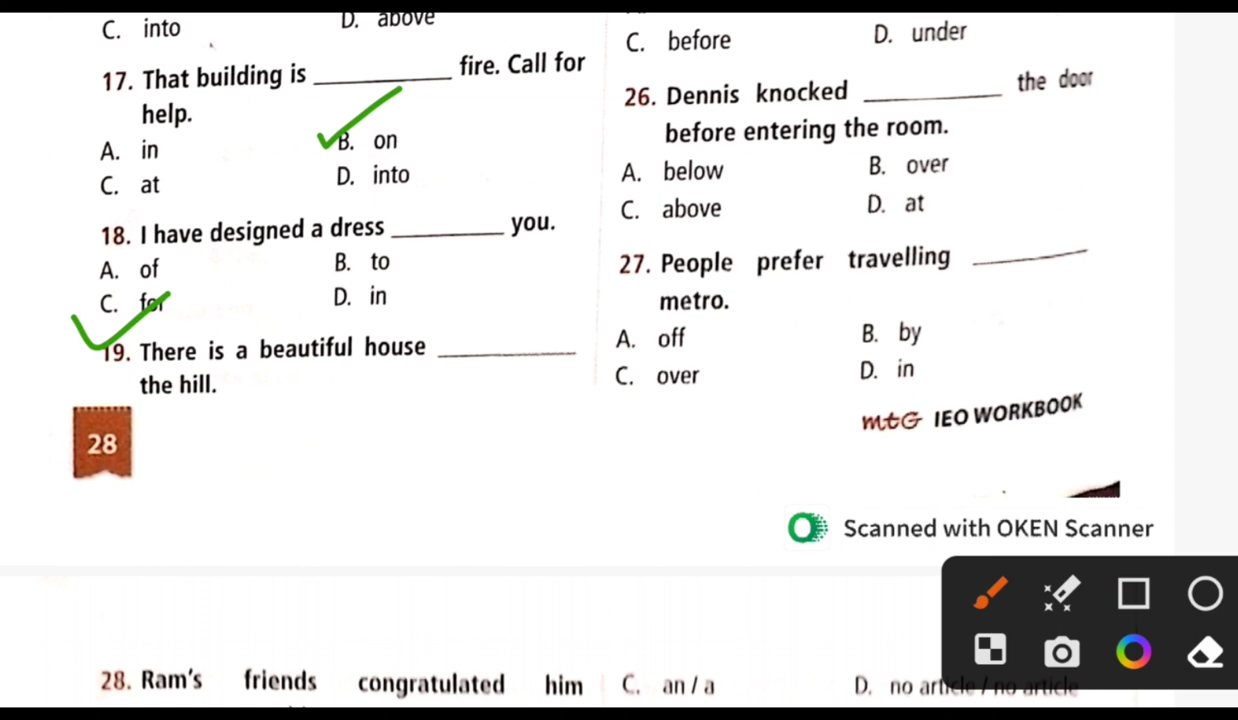 C. into
D. above
17. That building is __________ fire. Call for
help.
A. in
B. on
C. at
D. into
18. I have designed a dress ________ you.
A. of
B. to
C. for
D. in
19. There is a beautiful house __________
the hill.
28
C. before
D. under
26. Dennis knocked __________ the door
before entering the room.
A. below
B. over
C. above
D. at
27. People prefer travelling ________
metro.
A. off
B. by
C. over
D. in
mtG IEO WORKBOOK
Scanned with OKEN Scanner
28. Ram's friends congratulated him
C. an / a
D. no article / no article